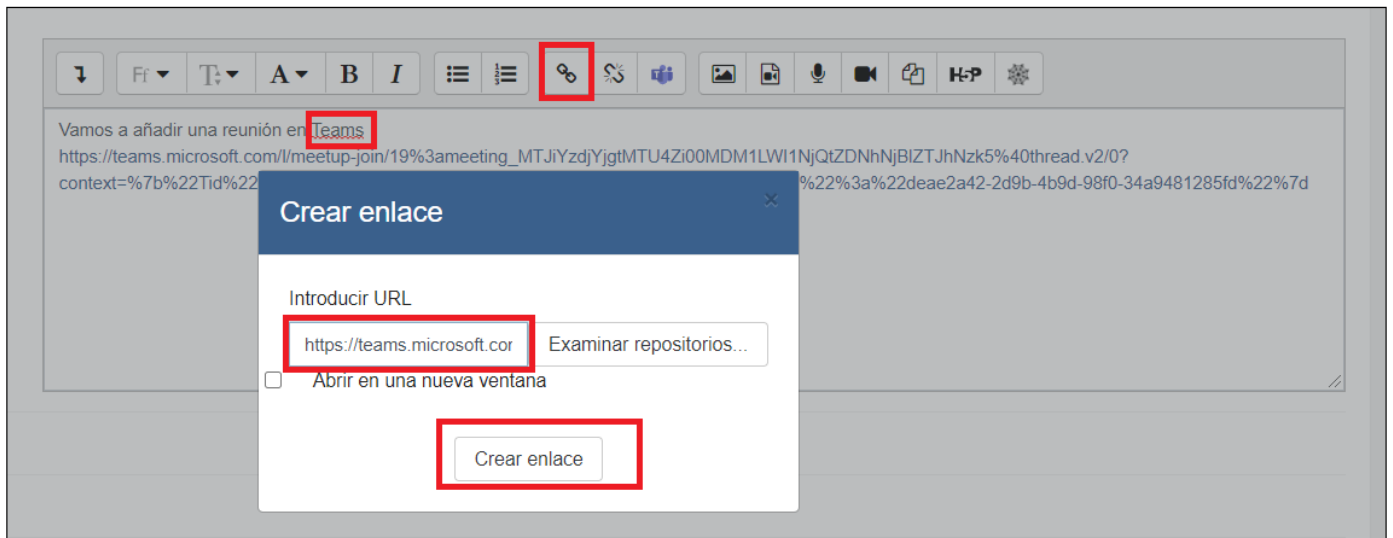 Ff T A B I H-P
Vamos a añadir una reunión en Teams
https://teams.microsoft.com/l/meetup-join/19%3ameeting_MTJiYzdjYjgtMTU4Zi00MDM1LWI1NjQtZDNhNjBlZTJhNzk5%40thread.v2/0?
context=%7b%22Tid%22 %22%3a%22deae2a42-2d9b-4b9d-98f0-34a9481285fd%22%7d
Crear enlace
Introducir URL
https://teams.microsoft.cor Examinar repositorios...
Abrir en una nueva ventana
Crear enlace